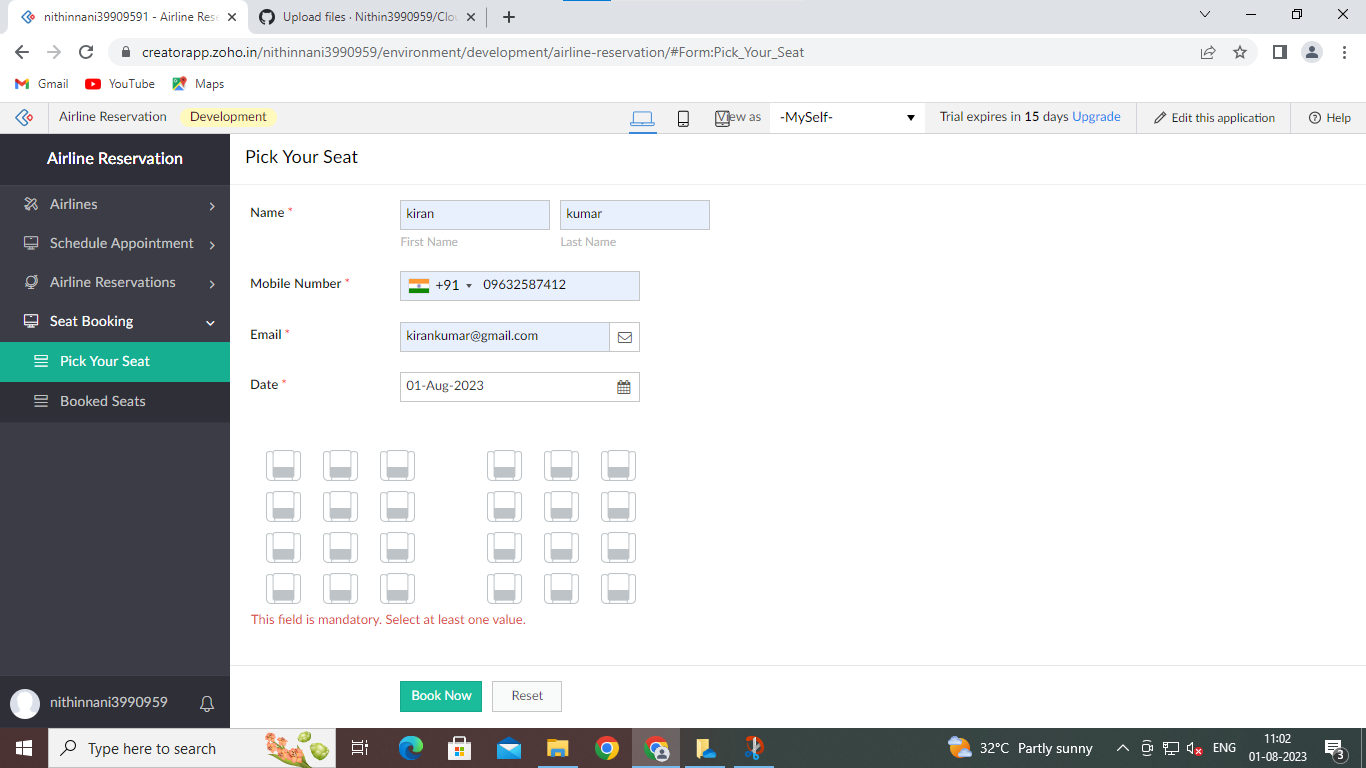 nithinnani39909591 - Airline Rese
Upload files · Nithin3990959/Clou
creatorapp.zoho.in/nithinnani3990959/environment/development/airline-reservation/#Form:Pick_Your_Seat
Gmail
YouTube
Maps
Airline Reservation
Development
View as
-MySelf-
Trial expires in 15 days Upgrade
Edit this application
Help
Airline Reservation
Airlines
Schedule Appointment
Airline Reservations
Seat Booking
Pick Your Seat
Booked Seats
nithinnani3990959
Pick Your Seat
Name *
kiran
kumar
First Name
Last Name
Mobile Number *
+91
09632587412
Email *
kirankumar@gmail.com
Date *
01-Aug-2023
This field is mandatory. Select at least one value.
Book Now
Reset
Type here to search
32°C Partly sunny
ENG
11:02
01-08-2023
3